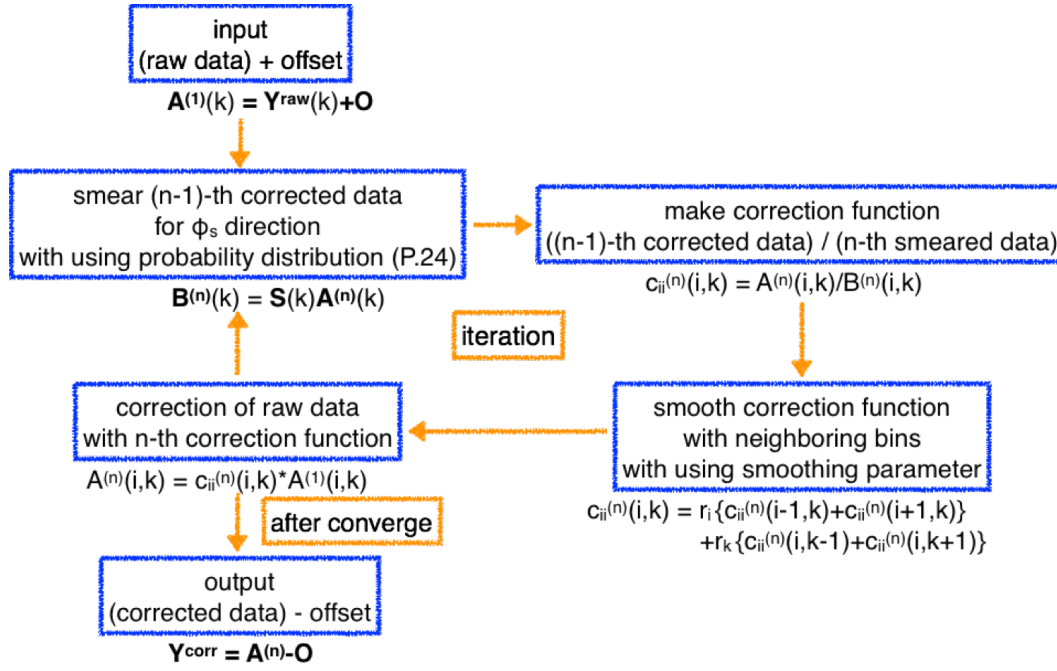 input
(raw data) + offset
A⁽¹⁾(k) = Yʳᵃʷ(k)+O
smear (n-1)-th corrected data
for ϕₛ direction
with using probability distribution (P.24)
B⁽ⁿ⁾(k) = S(k)A⁽ⁿ⁾(k)
make correction function
((n-1)-th corrected data) / (n-th smeared data)
cᵢᵢ⁽ⁿ⁾(i,k) = A⁽ⁿ⁾(i,k)/B⁽ⁿ⁾(i,k)
iteration
smooth correction function
with neighboring bins
with using smoothing parameter
cᵢᵢ⁽ⁿ⁾(i,k) = rᵢ{cᵢᵢ⁽ⁿ⁾(i-1,k)+cᵢᵢ⁽ⁿ⁾(i+1,k)}
+rₖ{cᵢᵢ⁽ⁿ⁾(i,k-1)+cᵢᵢ⁽ⁿ⁾(i,k+1)}
correction of raw data
with n-th correction function
A⁽ⁿ⁾(i,k) = cᵢᵢ⁽ⁿ⁾(i,k)*A⁽¹⁾(i,k)
after converge
output
(corrected data) - offset
Yᶜᵒʳʳ = A⁽ⁿ⁾-O